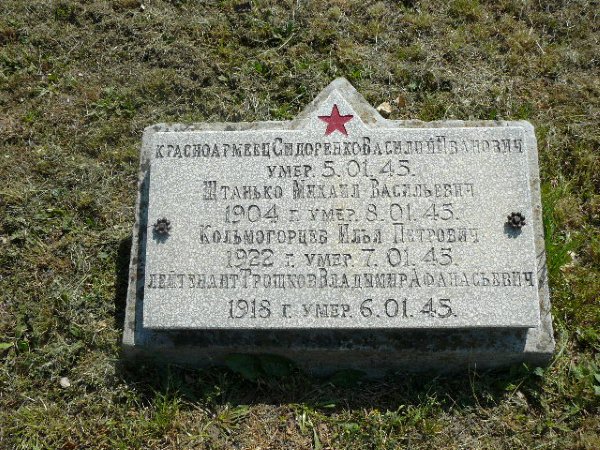 КРАСНОАРМЕЕЦ СИДОРЕНКО ВАСИЛИЙ ИВАНОВИЧ
УМЕР. 5.01.45.
ШТАНЬКО МИХАИЛ ВАСИЛЬЕВИЧ
1904 Г. УМЕР. 8.01.45.
КОЛЬМОГОРЦЕВ ИЛЬЯ ПЕТРОВИЧ
1922 Г. УМЕР. 7.01.45.
ЛЕЙТЕНАНТ ТРОШКОВ ВЛАДИМИР АФАНАСЬЕВИЧ
1918 Г. УМЕР. 6.01.45.